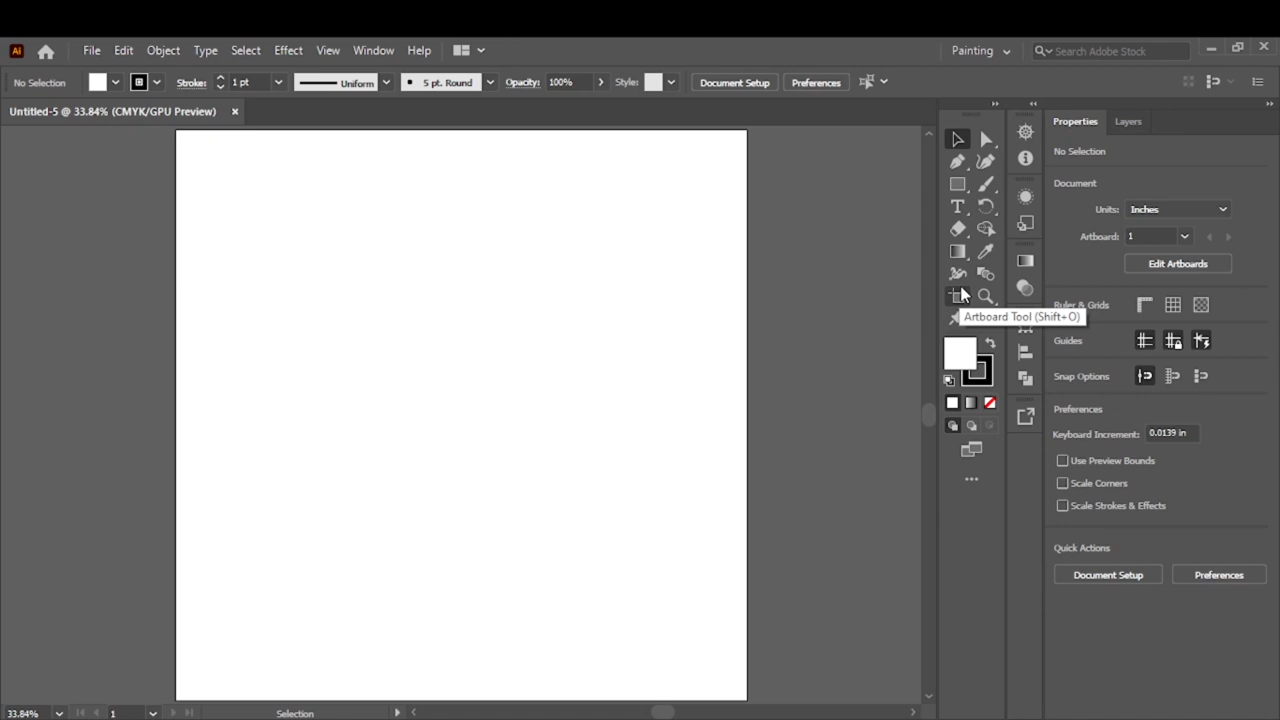 Ai File Edit Object Type Select Effect View Window Help Painting Search Adobe Stock
No Selection Stroke: 1 pt Uniform 5 pt. Round Opacity: 100% Style: Document Setup Preferences
Untitled-5 @ 33.84% (CMYK/GPU Preview)
Properties Layers
No Selection
Document
Units: Inches
Artboard: 1
Edit Artboards
Ruler & Grids
Artboard Tool (Shift+O)
Guides
Snap Options
Preferences
Keyboard Increment: 0.0139 in
Use Preview Bounds
Scale Corners
Scale Strokes & Effects
Quick Actions
Document Setup Preferences
33.84% 1 Selection